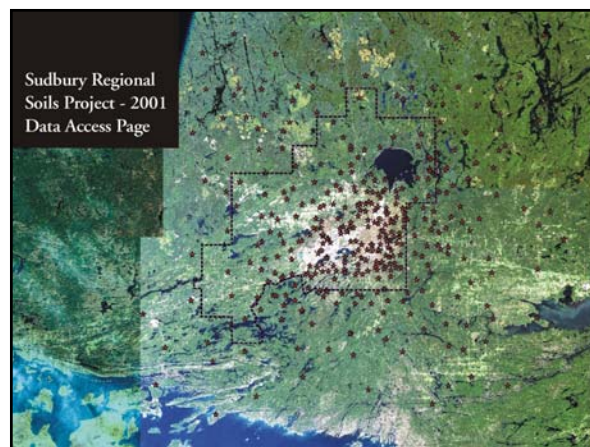 Sudbury Regional
Soils Project - 2001
Data Access Page